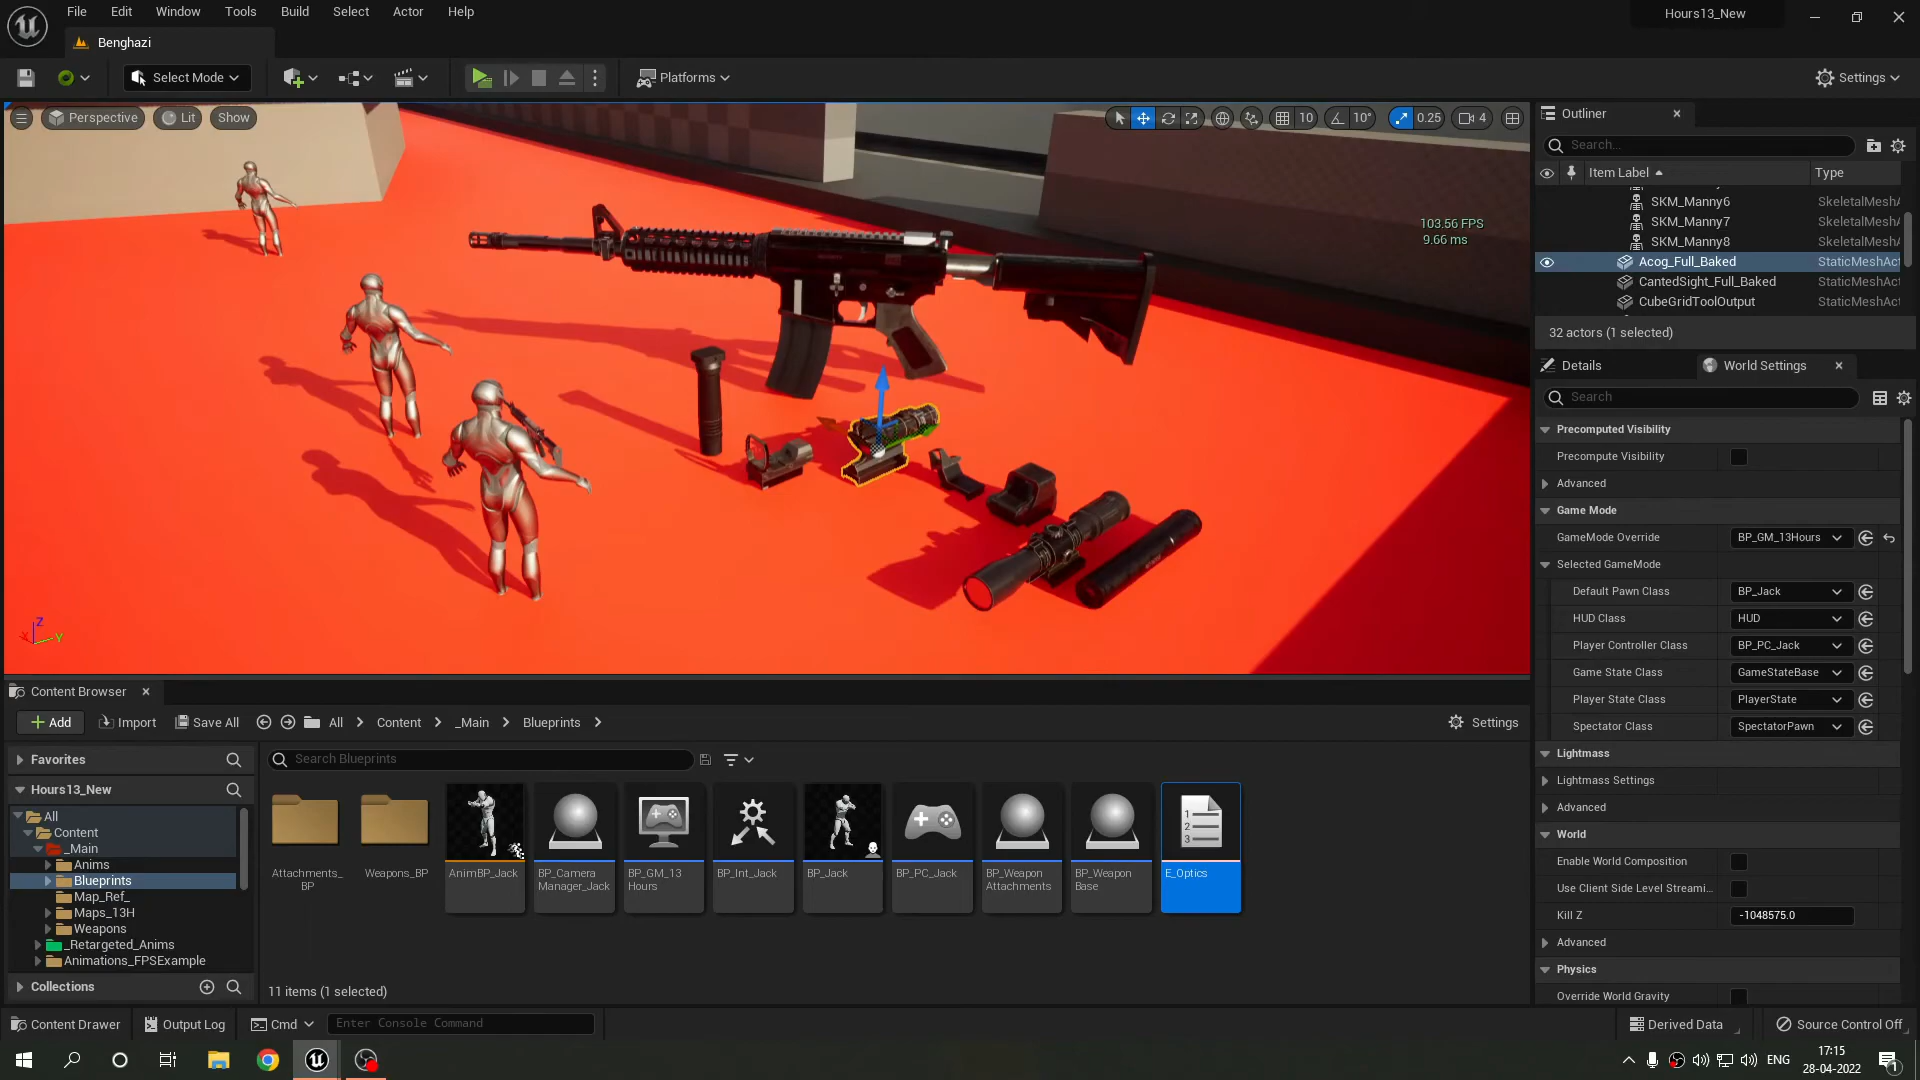 File Edit Window Tools Build Select Actor Help
Hours13_New
Benghazi
Select Mode
Platforms
Settings
Perspective Lit Show
10 10° 0.25 4
103.56 FPS
9.66 ms
Z
X Y
Outliner
Search...
Item Label Type
SKM_Manny6 SkeletalMeshA
SKM_Manny7 SkeletalMeshA
SKM_Manny8 SkeletalMeshA
Acog_Full_Baked StaticMeshAct
CantedSight_Full_Baked StaticMeshAct
CubeGridToolOutput StaticMeshAct
32 actors (1 selected)
Details World Settings
Search
Precomputed Visibility
Precompute Visibility
Advanced
Game Mode
GameMode Override BP_GM_13Hours
Selected GameMode
Default Pawn Class BP_Jack
HUD Class HUD
Player Controller Class BP_PC_Jack
Game State Class GameStateBase
Player State Class PlayerState
Spectator Class SpectatorPawn
Lightmass
Lightmass Settings
Advanced
World
Enable World Composition
Use Client Side Level Streami...
Kill Z -1048575.0
Advanced
Physics
Override World Gravity
Content Browser
Add Import Save All All Content _Main Blueprints Settings
Favorites
Hours13_New
All
Content
_Main
Anims
Blueprints
Map_Ref_
Maps_13H
Weapons
_Retargeted_Anims
Animations_FPSExample
Collections
Search Blueprints
1
2
3
Attachments_
BP
Weapons_BP
AnimBP_Jack
BP_Camera
Manager_Jack
BP_GM_13
Hours
BP_Int_Jack
BP_Jack
BP_PC_Jack
BP_Weapon
Attachments
BP_Weapon
Base
E_Optics
11 items (1 selected)
Content Drawer Output Log Cmd Enter Console Command
Derived Data Source Control Off
ENG
17:15
28-04-2022
1